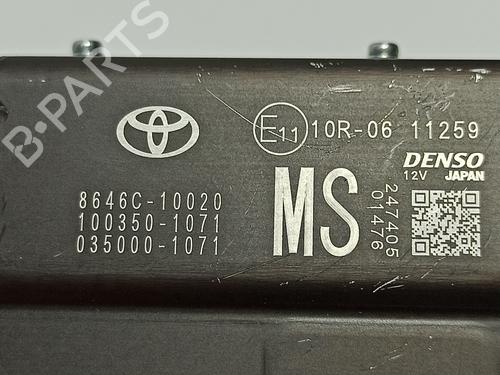 B-PARTS
E11 10R-06 11259
DENSO
12V JAPAN
8646C-10020
100350-1071
035000-1071
MS
247405
01476